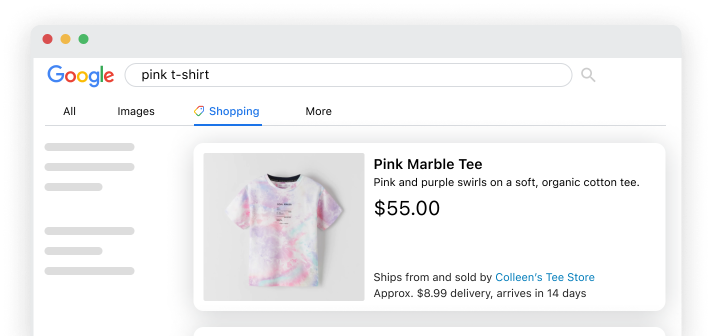 Google
pink t-shirt
All
Images
Shopping
More
Pink Marble Tee
Pink and purple swirls on a soft, organic cotton tee.
$55.00
Ships from and sold by Colleen's Tee Store
Approx. $8.99 delivery, arrives in 14 days